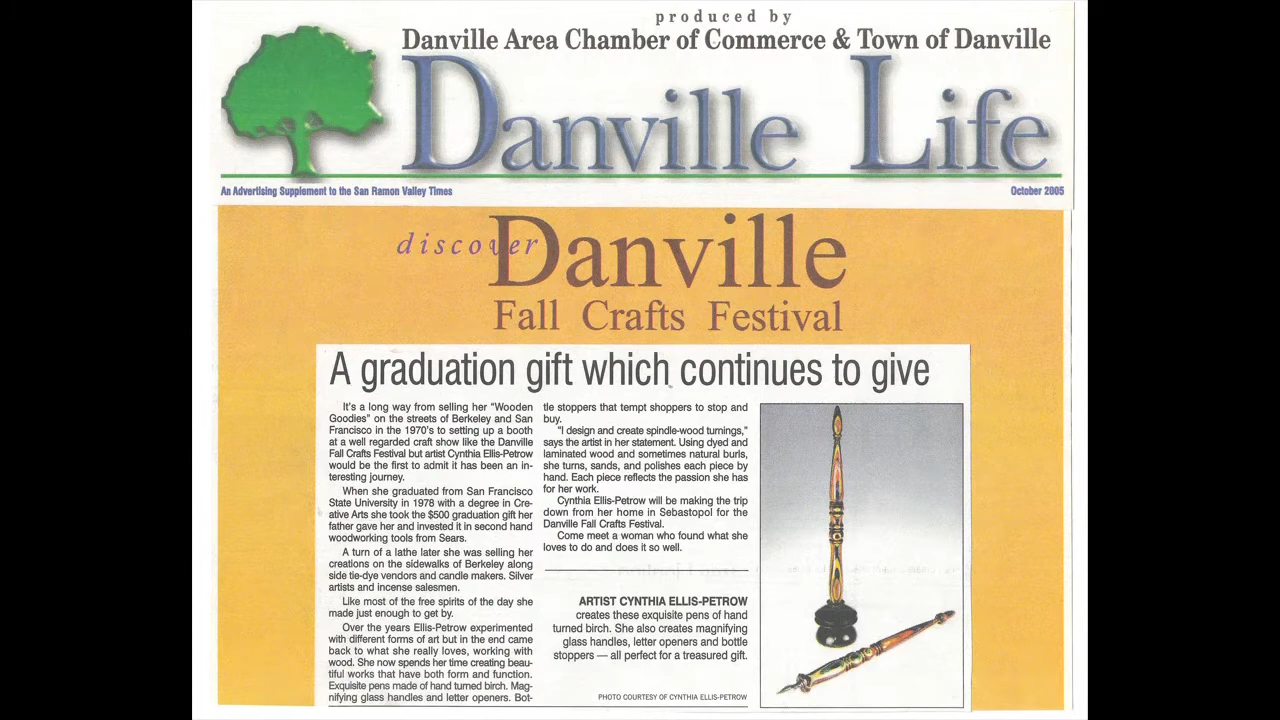 produced by
Danville Area Chamber of Commerce & Town of Danville
Danville Life
An Advertising Supplement to the San Ramon Valley Times
October 2005
discover Danville
Fall Crafts Festival
A graduation gift which continues to give
It's a long way from selling her “Wooden
Goodies” on the streets of Berkeley and San
Francisco in the 1970's to setting up a booth
at a well regarded craft show like the Danville
Fall Crafts Festival but artist Cynthia Ellis-Petrow
would be the first to admit it has been an in-
teresting journey.
When she graduated from San Francisco
State University in 1978 with a degree in Cre-
ative Arts she took the $500 graduation gift her
father gave her and invested it in second hand
woodworking tools from Sears.
A turn of a lathe later she was selling her
creations on the sidewalks of Berkeley along
side tie-dye vendors and candle makers. Silver
artists and incense salesmen.
Like most of the free spirits of the day she
made just enough to get by.
Over the years Ellis-Petrow experimented
with different forms of art but in the end came
back to what she really loves, working with
wood. She now spends her time creating beau-
tiful works that have both form and function.
Exquisite pens made of hand turned birch. Mag-
nifying glass handles and letter openers. Bot-
tle stoppers that tempt shoppers to stop and
buy.
“I design and create spindle-wood turnings,”
says the artist in her statement. Using dyed and
laminated wood and sometimes natural burls,
she turns, sands, and polishes each piece by
hand. Each piece reflects the passion she has
for her work.
Cynthia Ellis-Petrow will be making the trip
down from her home in Sebastopol for the
Danville Fall Crafts Festival.
Come meet a woman who found what she
loves to do and does it so well.
ARTIST CYNTHIA ELLIS-PETROW
creates these exquisite pens of hand
turned birch. She also creates magnifying
glass handles, letter openers and bottle
stoppers — all perfect for a treasured gift.
PHOTO COURTESY OF CYNTHIA ELLIS-PETROW